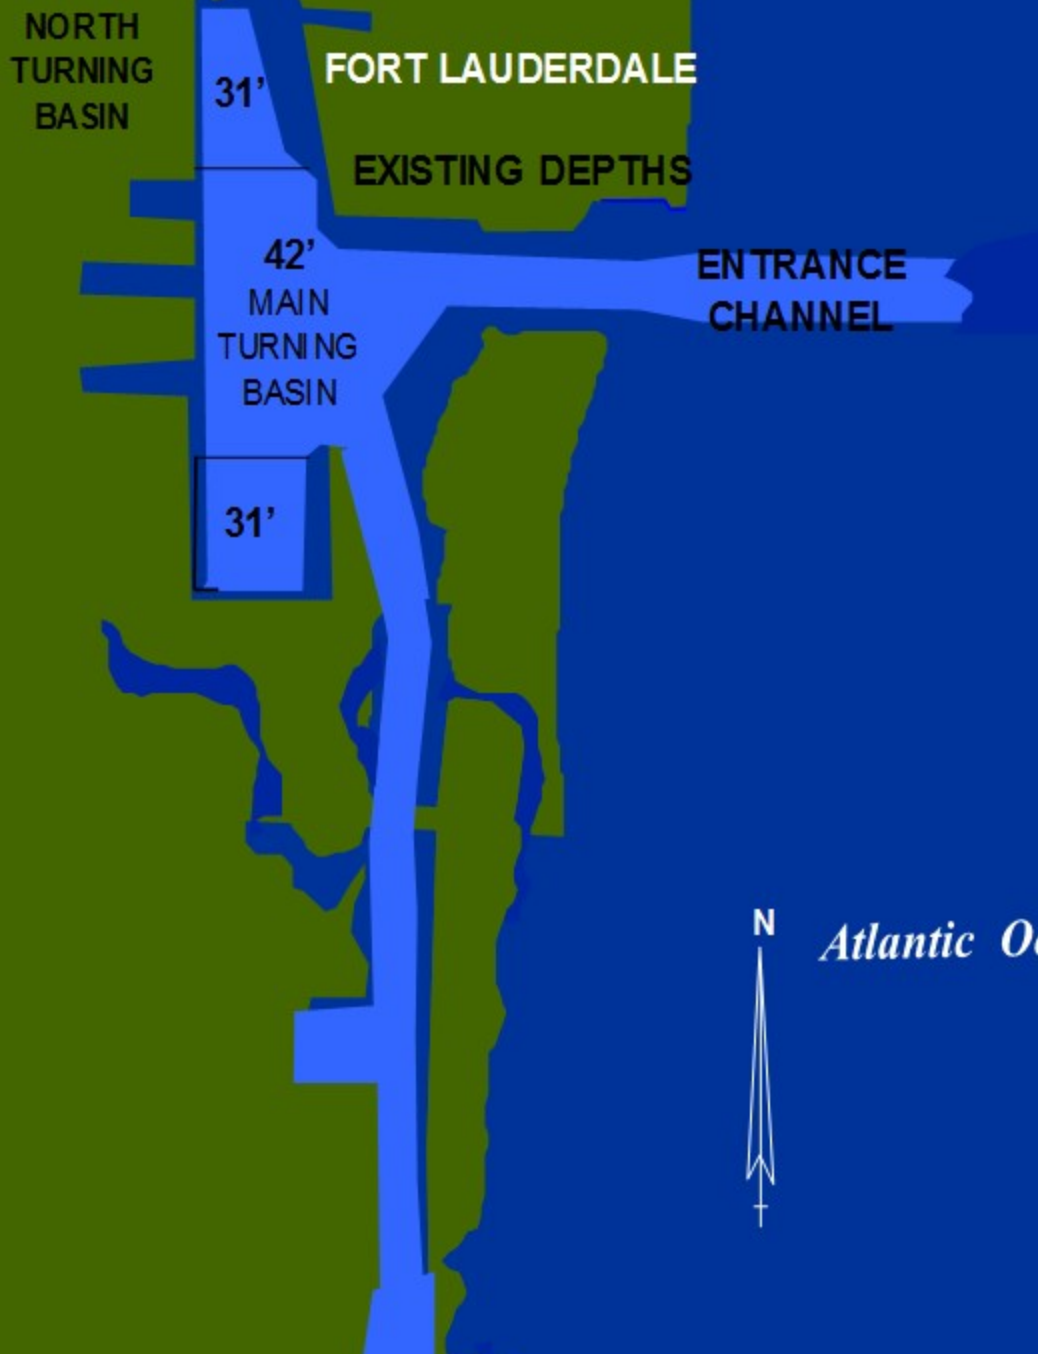 NORTH
TURNING
BASIN
31’
FORT LAUDERDALE
EXISTING DEPTHS
42’
MAIN
TURNING
BASIN
ENTRANCE
CHANNEL
31’
N
Atlantic